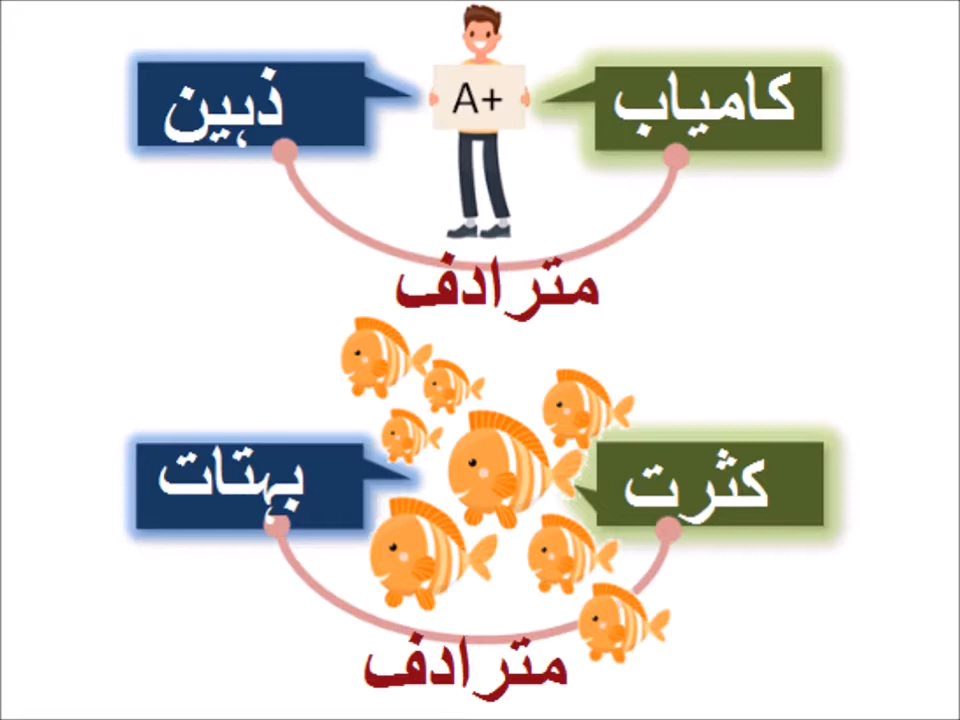 کامیاب
A+
ذہین
مترادف
کثرت
بہتات
مترادف